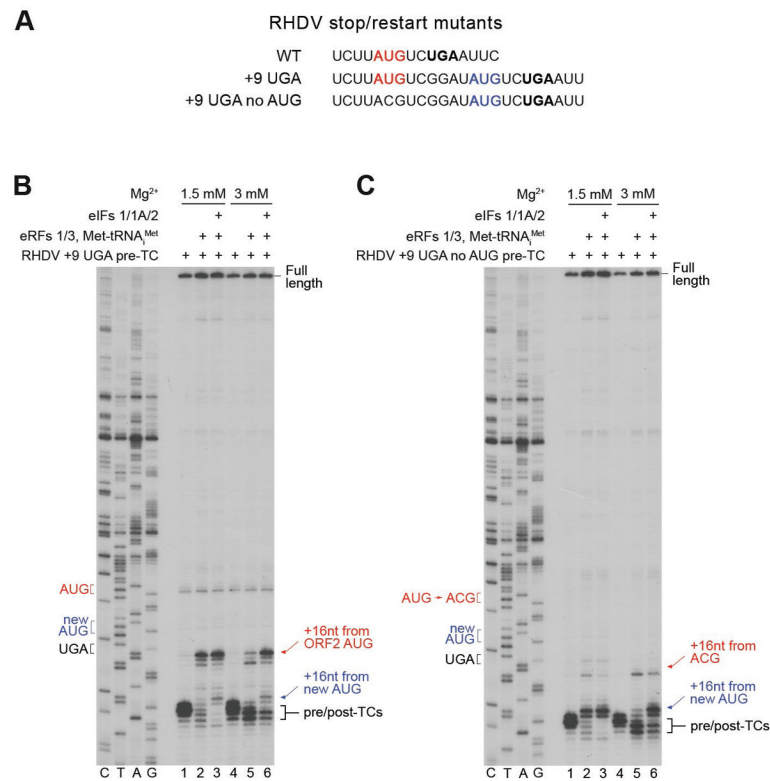 A
RHDV stop/restart mutants
WT UCUUAUGUCUGAAUUC
+9 UGA UCUUAUGUCGGAUAUGUCUGAAUU
+9 UGA no AUG UCUUACGUCGGAUAUGUCUGAAUU
B
Mg2+ 1.5 mM 3 mM
eIFs 1/1A/2 + +
eRFs 1/3, Met-tRNAiMet + + + +
RHDV +9 UGA pre-TC + + + + + +
Full length
AUG
new AUG
UGA
+16nt from ORF2 AUG
+16nt from new AUG
pre/post-TCs
C T A G 1 2 3 4 5 6
C
Mg2+ 1.5 mM 3 mM
eIFs 1/1A/2 + +
eRFs 1/3, Met-tRNAiMet + + + +
RHDV +9 UGA no AUG pre-TC + + + + + +
Full length
AUG → ACG
new AUG
UGA
+16nt from ACG
+16nt from new AUG
pre/post-TCs
C T A G 1 2 3 4 5 6